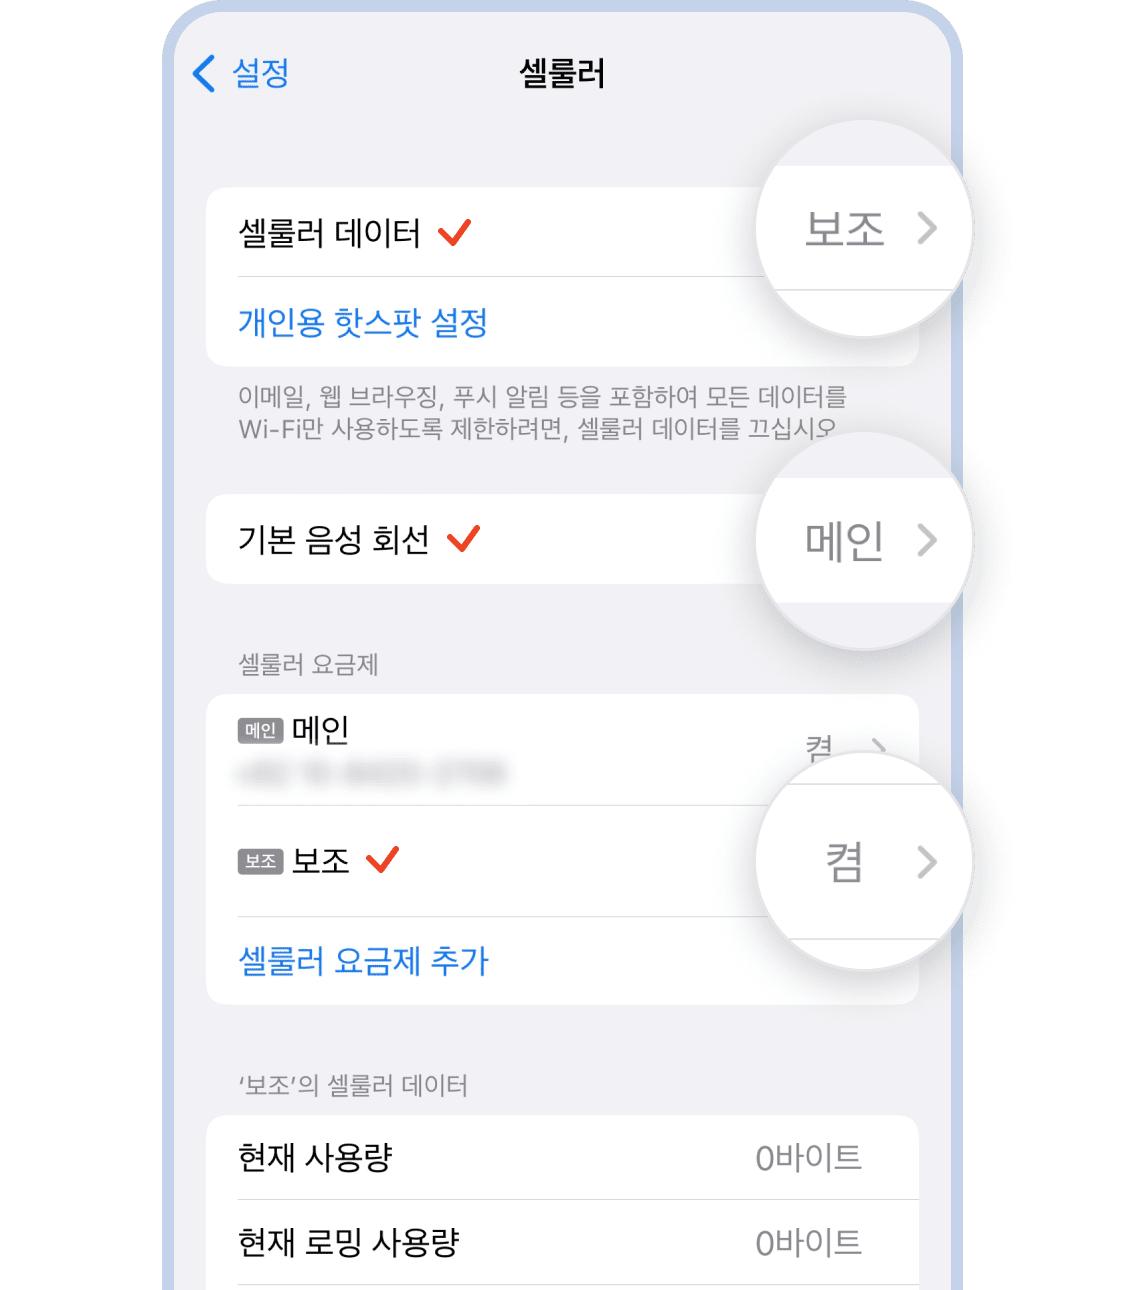 설정
셀룰러
셀룰러 데이터
보조
개인용 핫스팟 설정
이메일, 웹 브라우징, 푸시 알림 등을 포함하여 모든 데이터를
Wi-Fi만 사용하도록 제한하려면, 셀룰러 데이터를 끄십시오
기본 음성 회선
메인
셀룰러 요금제
메인 메인
켬
보조 보조
켬
셀룰러 요금제 추가
‘보조’의 셀룰러 데이터
현재 사용량
0바이트
현재 로밍 사용량
0바이트